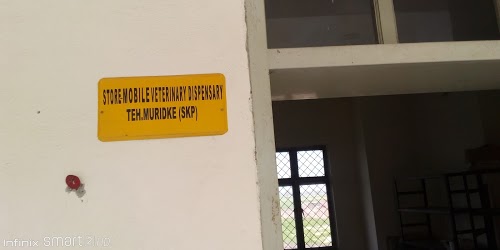 STORE MOBILE VETERINARY DISPENSARY
TEH.MURIDKE (SKP)
Infinix SMART